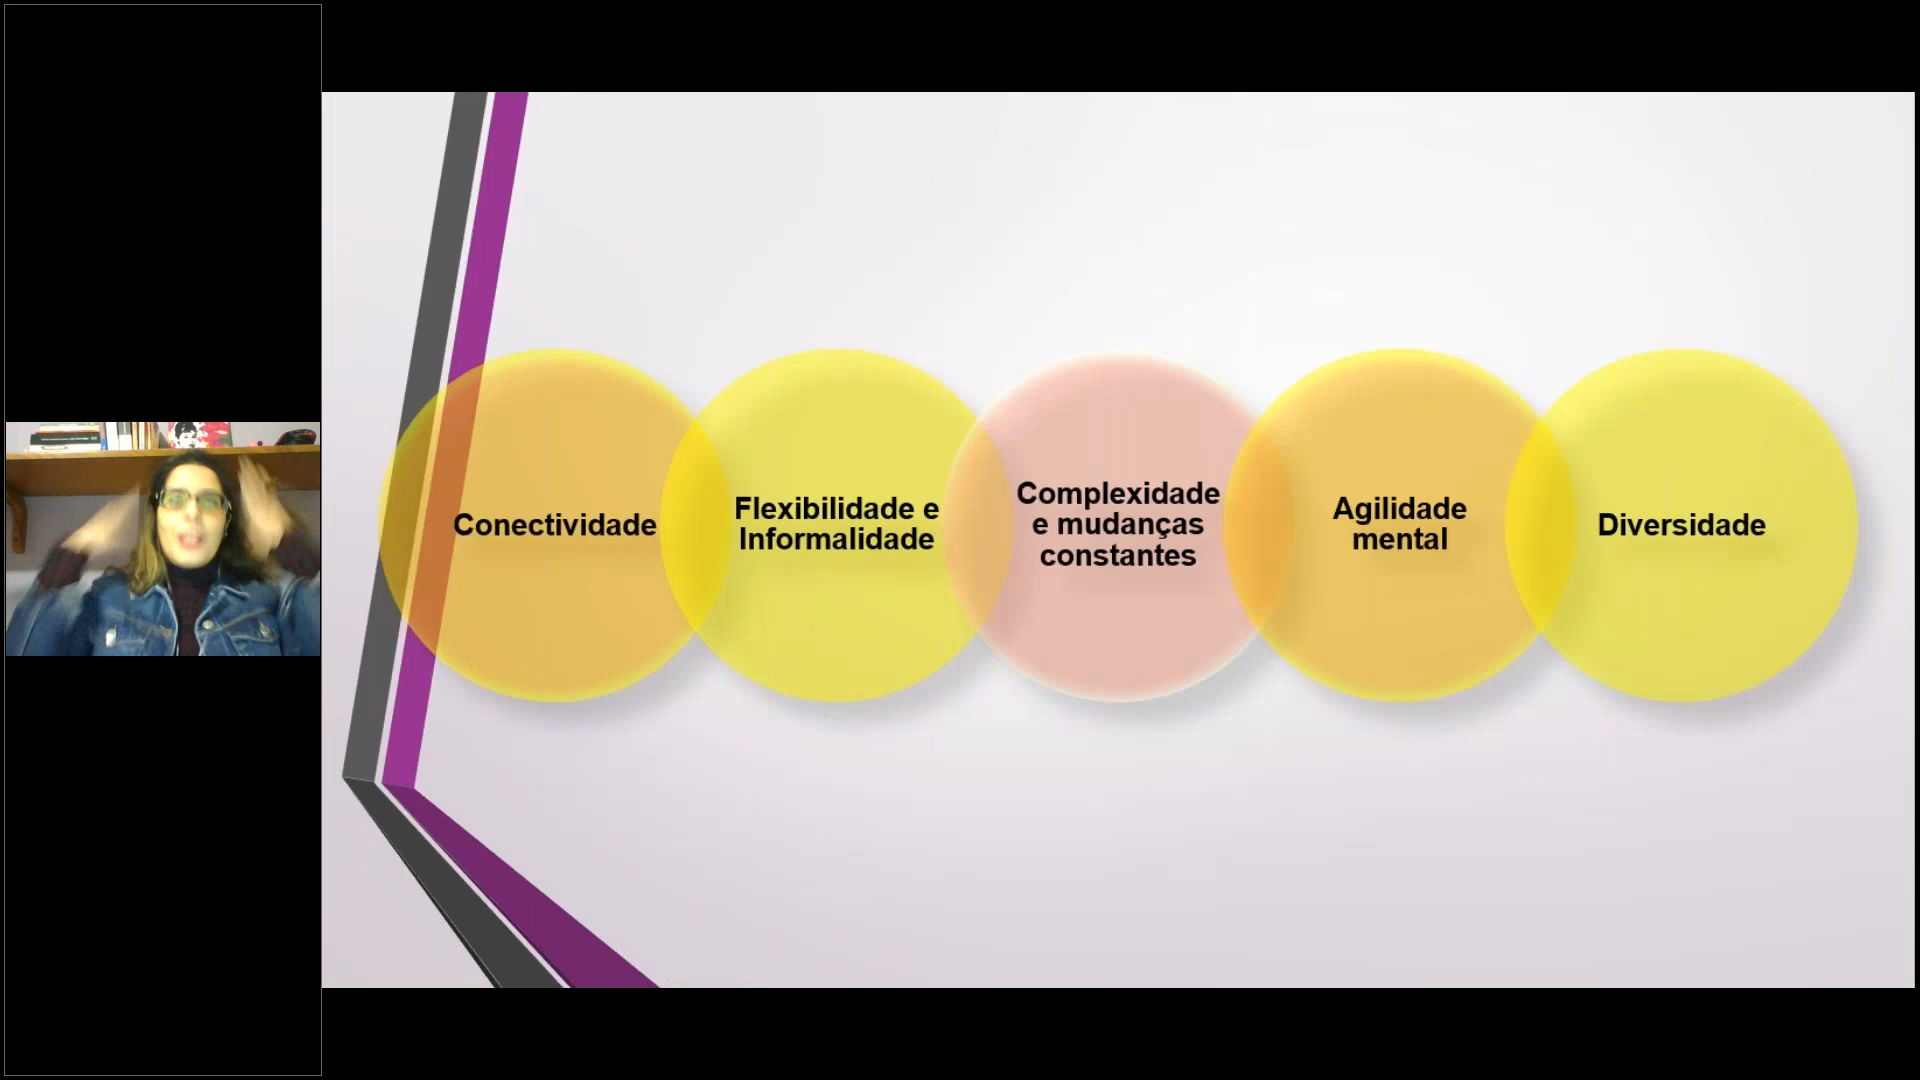 Conectividade
Flexibilidade e
Informalidade
Complexidade
e mudanças
constantes
Agilidade
mental
Diversidade